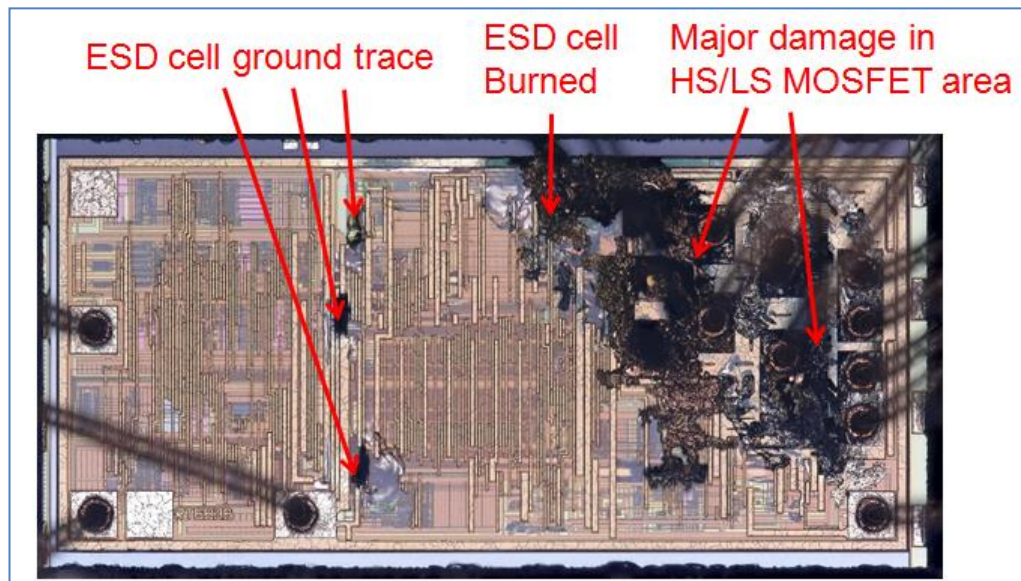 ESD cell ground trace
ESD cell
Burned
Major damage in
HS/LS MOSFET area